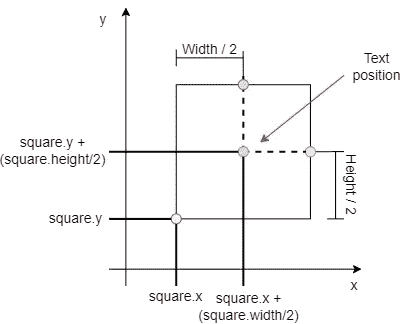 y
Width / 2
Text
position
square.y +
(square.height/2)
Height / 2
square.y
x
square.x
square.x +
(square.width/2)